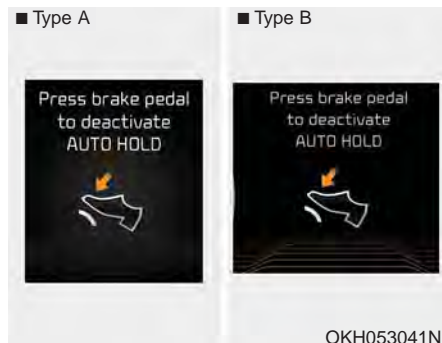 ■ Type A
Press brake pedal
to deactivate
AUTO HOLD
■ Type B
Press brake pedal
to deactivate
AUTO HOLD
OKH053041N